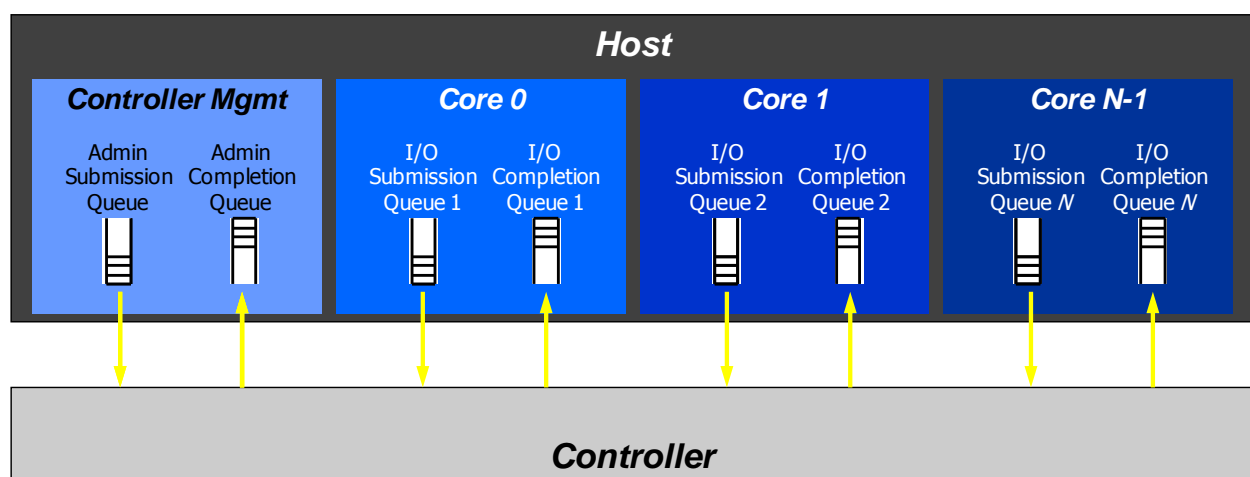 Host
Controller Mgmt
Core 0
Core 1
Core N-1
Admin
Submission
Queue
Admin
Completion
Queue
I/O
Submission
Queue 1
I/O
Completion
Queue 1
I/O
Submission
Queue 2
I/O
Completion
Queue 2
I/O
Submission
Queue N
I/O
Completion
Queue N
Controller